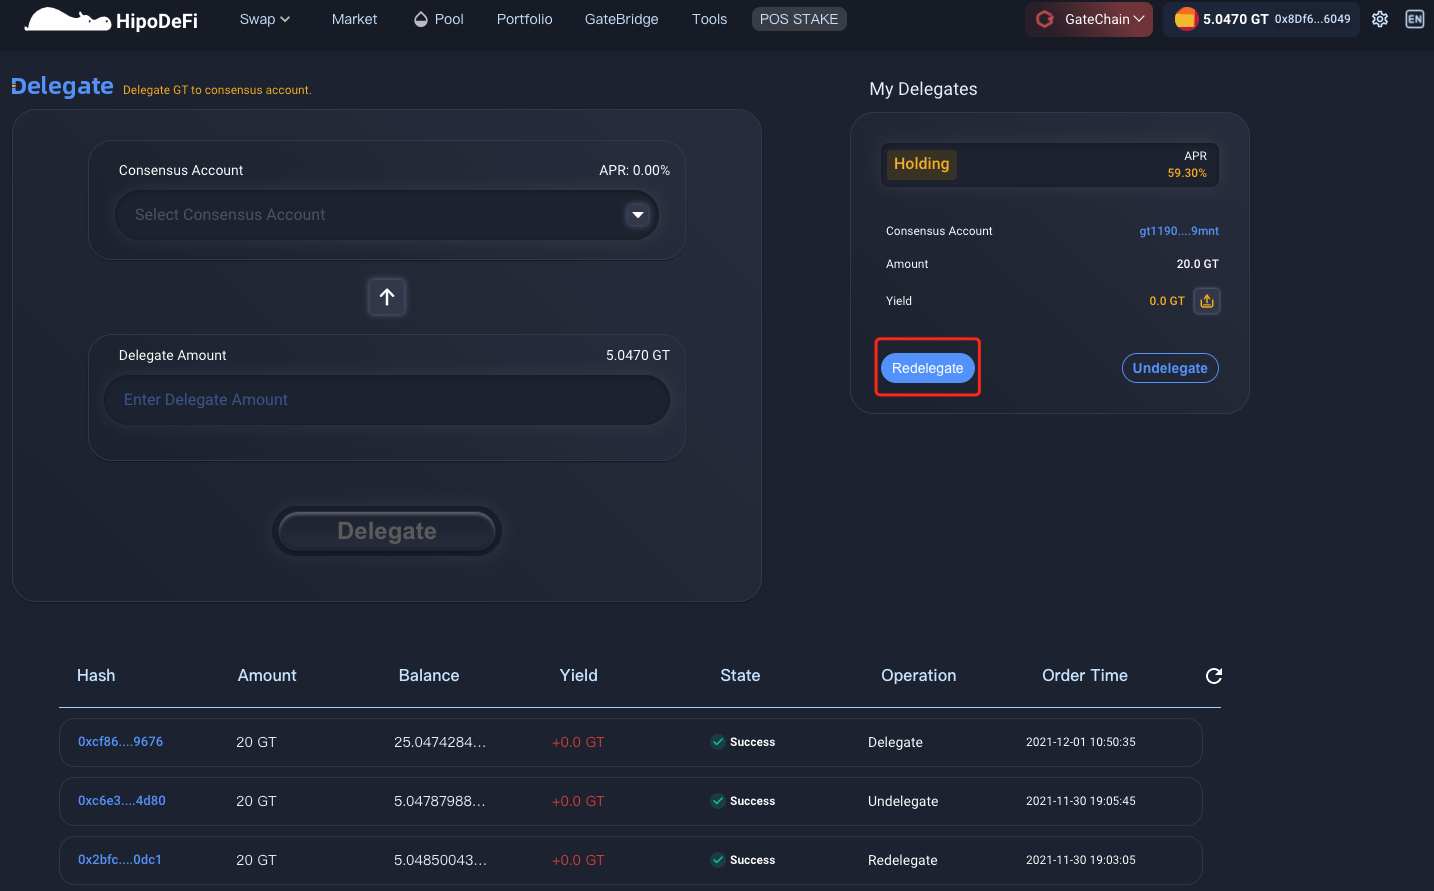 HipoDeFi Swap Market Pool Portfolio GateBridge Tools POS STAKE GateChain 5.0470 GT 0x8Df6...6049 EN
Delegate Delegate GT to consensus account.
Consensus Account APR: 0.00%
Select Consensus Account
Delegate Amount 5.0470 GT
Enter Delegate Amount
Delegate
My Delegates
Holding APR
59.30%
Consensus Account gt1190....9mnt
Amount 20.0 GT
Yield 0.0 GT
Redelegate Undelegate
Hash Amount Balance Yield State Operation Order Time
0xcf86....9676 20 GT 25.0474284... +0.0 GT Success Delegate 2021-12-01 10:50:35
0xc6e3....4d80 20 GT 5.04787988... +0.0 GT Success Undelegate 2021-11-30 19:05:45
0x2bfc....0dc1 20 GT 5.04850043... +0.0 GT Success Redelegate 2021-11-30 19:03:05